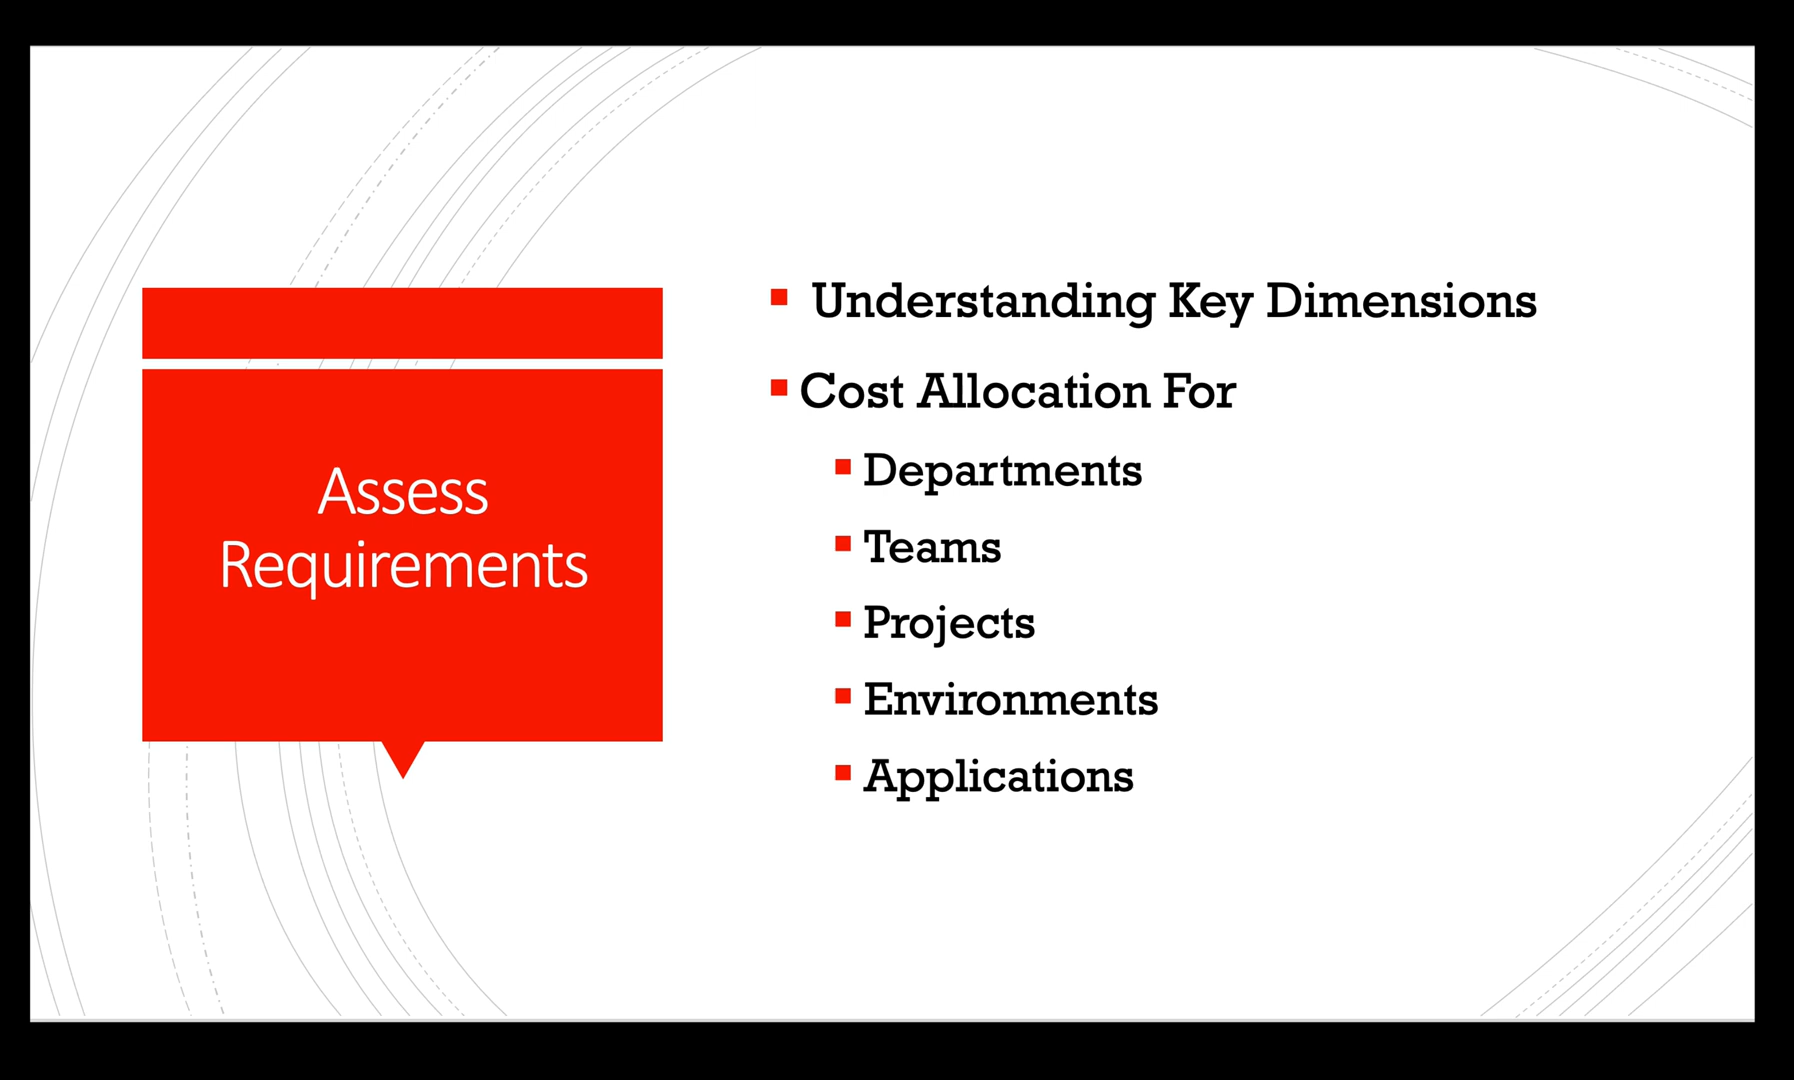 Assess
Requirements
Understanding Key Dimensions
Cost Allocation For
Departments
Teams
Projects
Environments
Applications